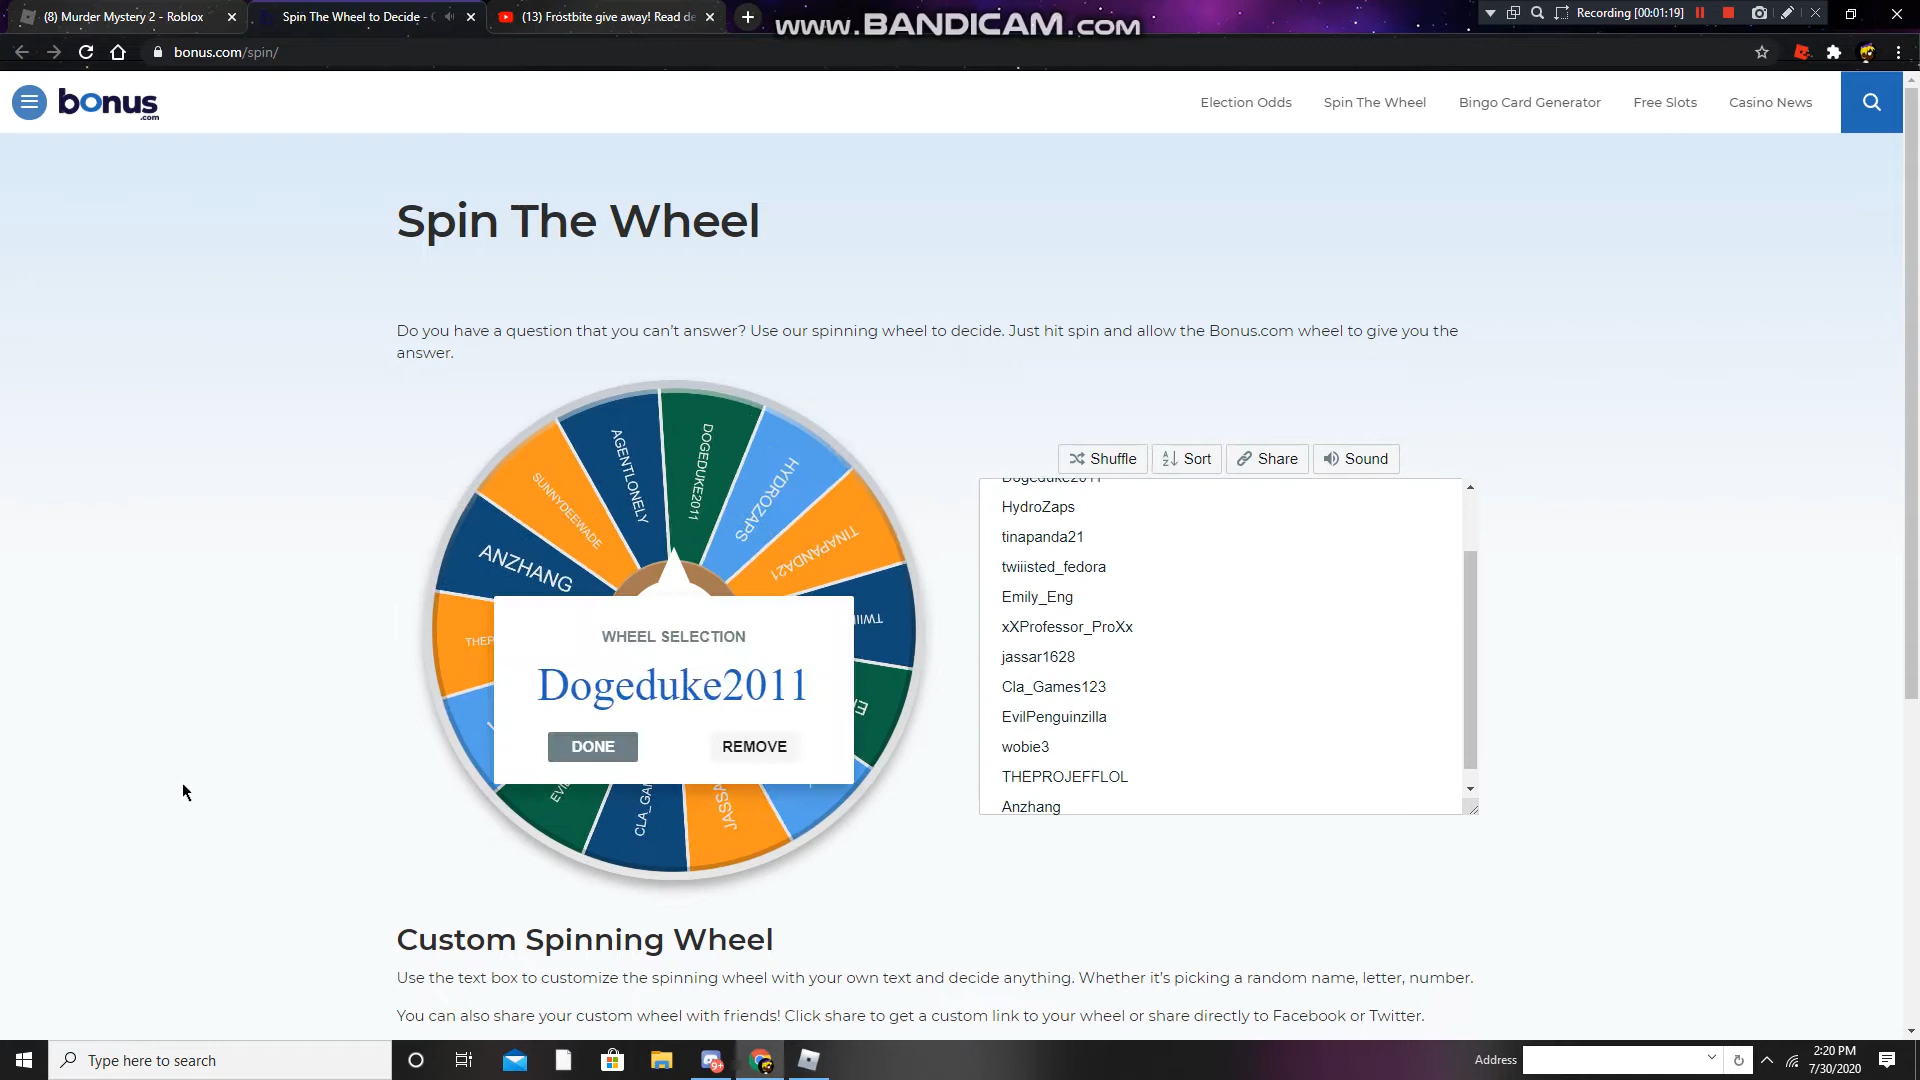 (8) Murder Mystery 2 - Roblox
Spin The Wheel to Decide -
(13) Frostbite give away! Read de
www.BANDICAM.com
Recording [00:01:19]
bonus.com/spin/
bonus.com
Election Odds
Spin The Wheel
Bingo Card Generator
Free Slots
Casino News
Spin The Wheel
Do you have a question that you can't answer? Use our spinning wheel to decide. Just hit spin and allow the Bonus.com wheel to give you the
answer.
AGENTLONELY
DOGEDUKE2011
HYDROZAPS
SUNNYDEEWADE
TINAPANDA21
ANZHANG
TWIII
THEP
WHEEL SELECTION
Dogeduke2011
DONE
REMOVE
EVIL
CLA_GAM
JASSA
Shuffle
Sort
Share
Sound
Dogeduke2011
HydroZaps
tinapanda21
twiiisted_fedora
Emily_Eng
xXProfessor_ProXx
jassar1628
Cla_Games123
EvilPenguinzilla
wobie3
THEPROJEFFLOL
Anzhang
Custom Spinning Wheel
Use the text box to customize the spinning wheel with your own text and decide anything. Whether it's picking a random name, letter, number.
You can also share your custom wheel with friends! Click share to get a custom link to your wheel or share directly to Facebook or Twitter.
Type here to search
9+
Address
2:20 PM
7/30/2020